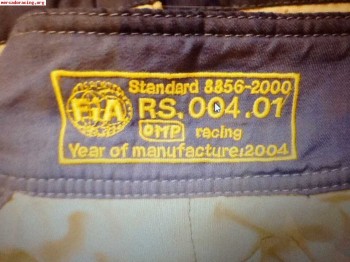 mercadoracing.org
Standard 8856-2000
FiA RS.004.01
OMP racing
Year of manufacture:2004